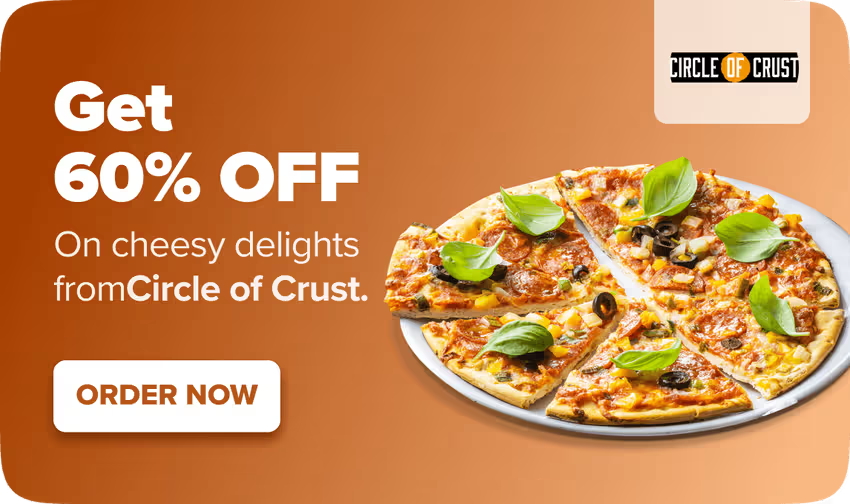 CIRCLE OF CRUST
Get
60% OFF
On cheesy delights
fromCircle of Crust.
ORDER NOW